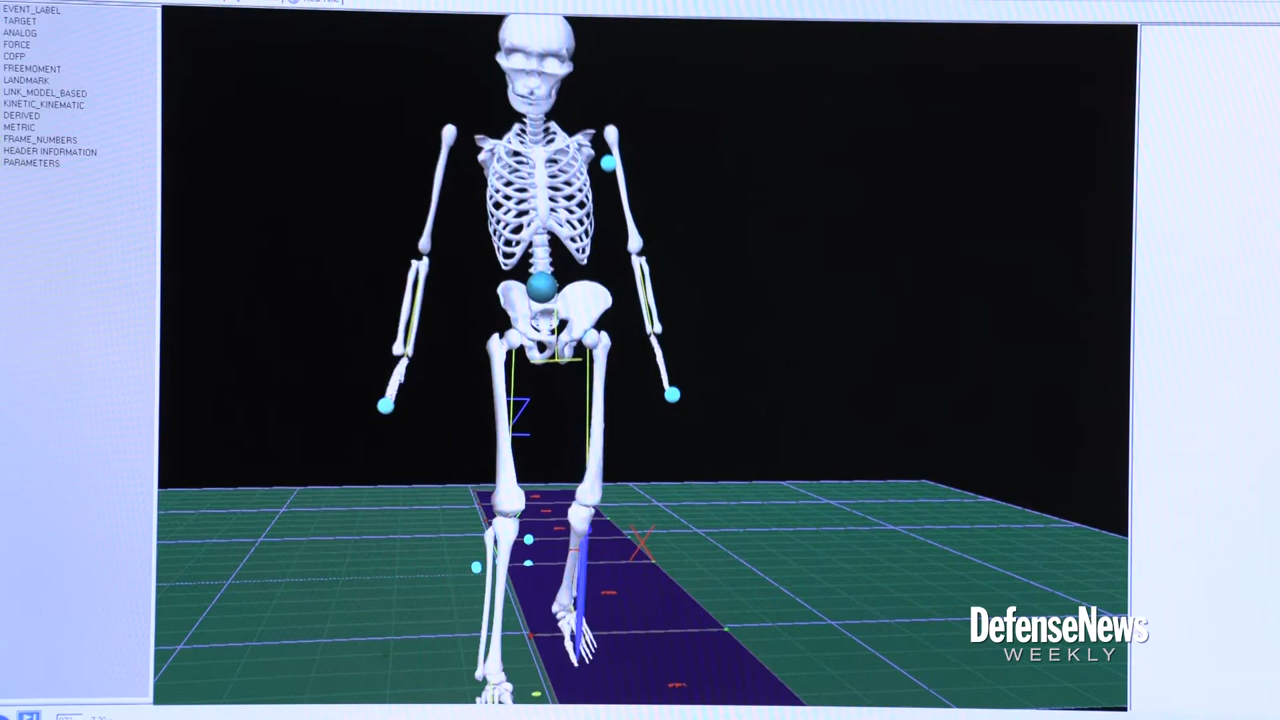 EVENT_LABEL
TARGET
ANALOG
FORCE
COFP
FREEMOMENT
LANDMARK
LINK_MODEL_BASED
KINETIC_KINEMATIC
DERIVED
METRIC
FRAME_NUMBERS
HEADER INFORMATION
PARAMETERS
Z
X
DefenseNews
WEEKLY